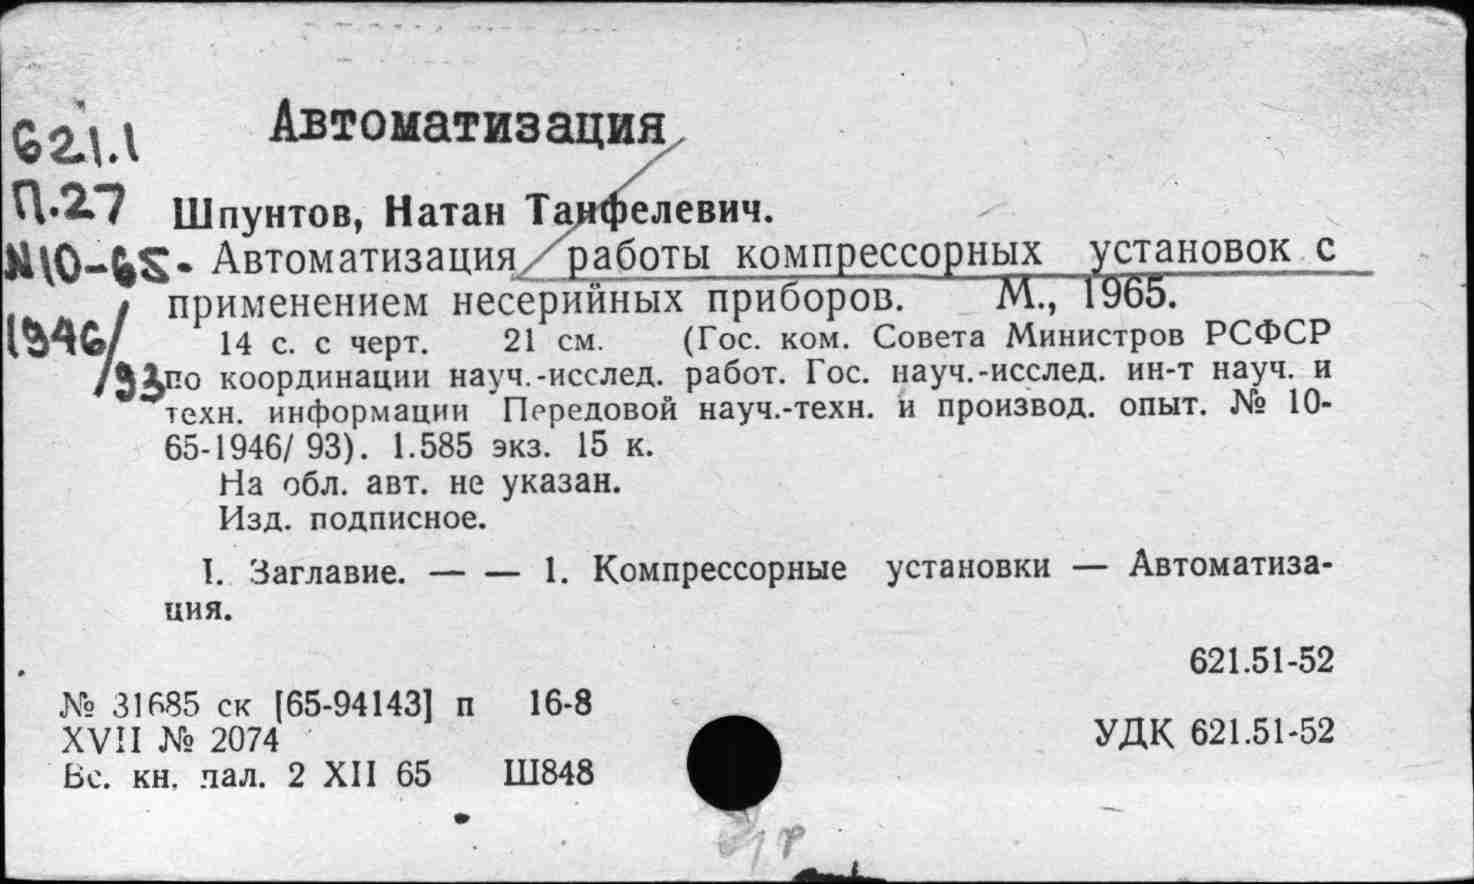 Автоматизация
621.1
П.27
Шпунтов, Натан Танфелевич.
№10-65-
1946/
/93
Автоматизация работы компрессорных установок с
применением несерийных приборов. М., 1965.
14 с. с черт. 21 см. (Гос. ком. Совета Министров РСФСР
по координации науч.-исслед. работ. Гос. науч.-исслед. ин-т науч. и
техн. информации Передовой науч.-техн. и производ. опыт. № 10-
65-1946/ 93). 1.585 экз. 15 к.
На обл. авт. не указан.
Изд. подписное.
I. Заглавие. — — 1. Компрессорные установки — Автоматиза-
ция.
621.51-52
№ 31685 ск [65-94143] п 16-8
XVII № 2074
УДК 621.51-52
Вс. кн. пал. 2 XII 65 Ш848